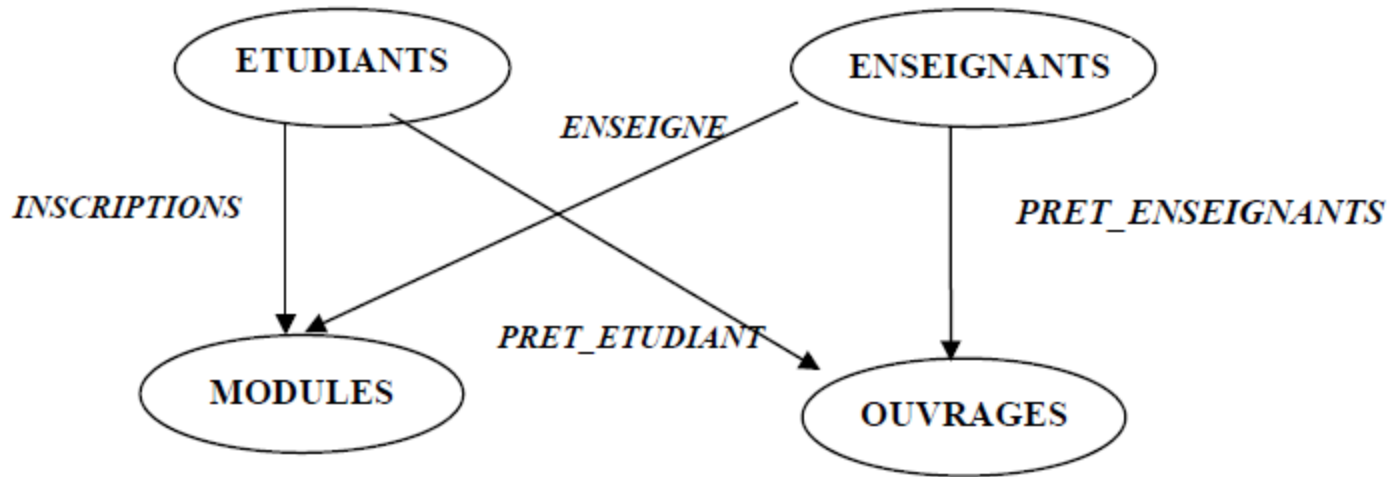 ETUDIANTS
ENSEIGNANTS
ENSEIGNE
INSCRIPTIONS
PRET_ENSEIGNANTS
PRET_ETUDIANT
MODULES
OUVRAGES